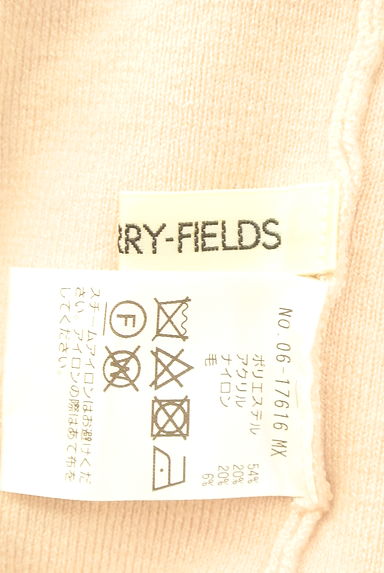 RRY-FIELDS
No. 06-17616 MX
ポリエステル 54%
アクリル 20%
ナイロン 20%
毛 6%
F
W
スチームアイロンはお避けくだ
さい。アイロンの際はあて布を
してください。